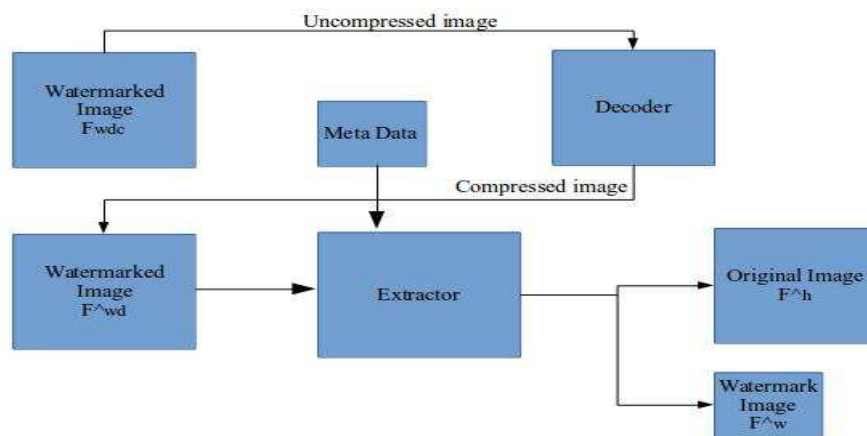 Uncompressed image
Watermarked
Image
Fwdc
Decoder
Meta Data
Compressed image
Watermarked
Image
F^wd
Extractor
Original Image
F^h
Watermark
Image
F^w